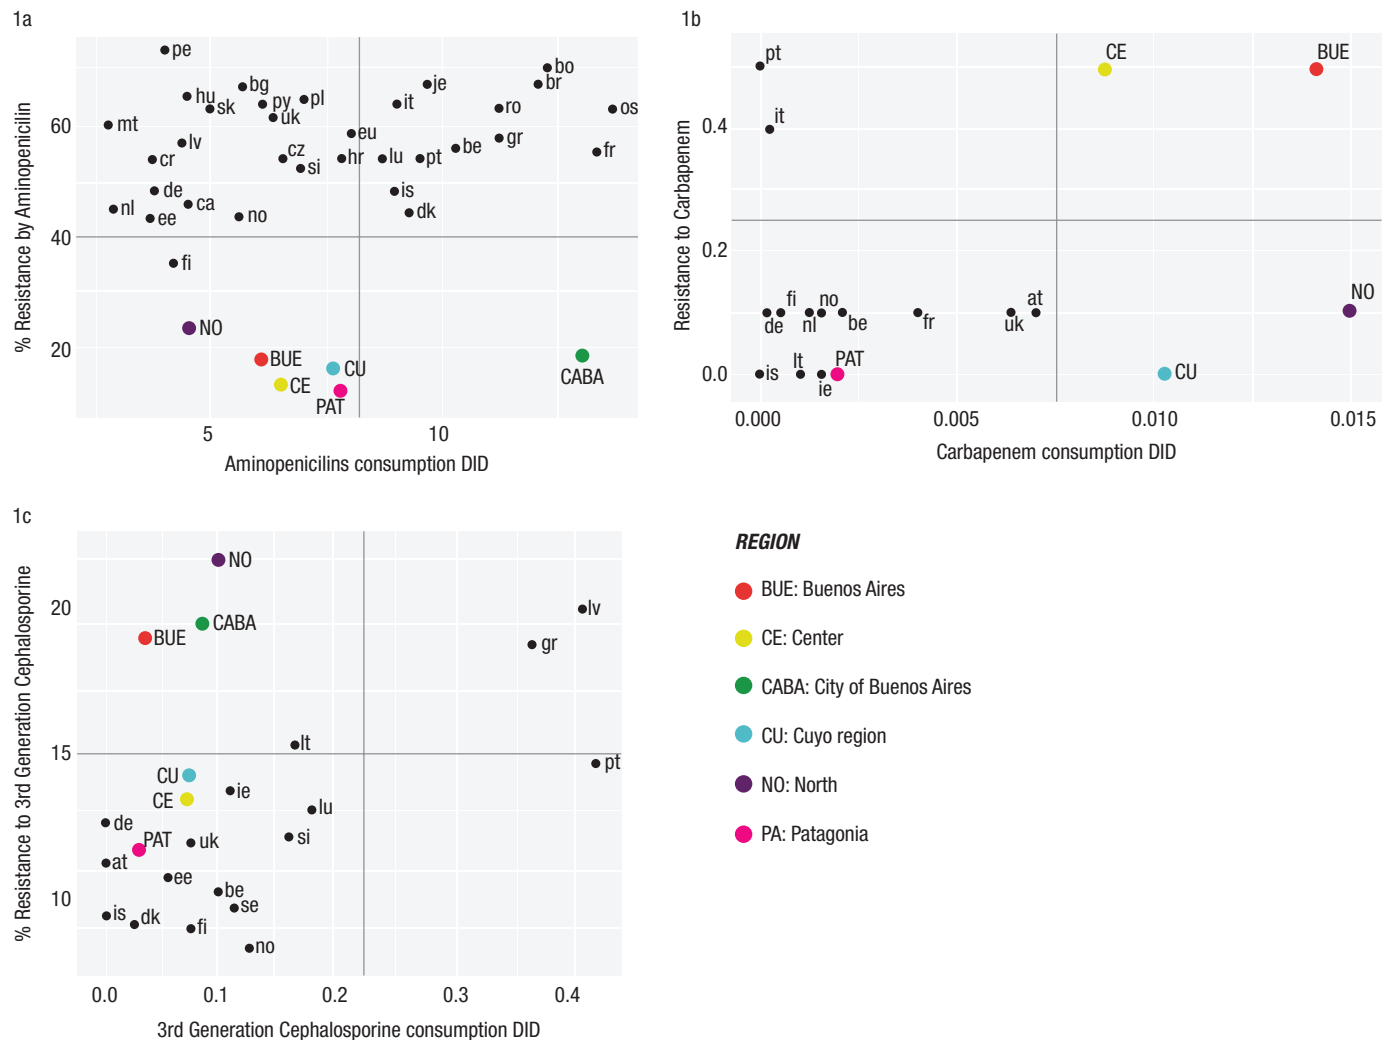 1a
% Resistance by Aminopenicilin
60
40
20
pe
bo
br
je
bg
hu
sk
py
pl
uk
it
ro
os
mt
lv
eu
gr
cr
cz
si
hr
lu
pt
be
fr
de
ca
is
nl
ee
no
dk
fi
NO
BUE
CE
CU
PAT
CABA
5
10
Aminopenicilins consumption DID
1b
Resistance to Carbapenem
0.4
0.2
0.0
pt
it
CE
BUE
NO
fi
no
at
de
nl
be
fr
uk
is
lt
PAT
ie
CU
0.000
0.005
0.010
0.015
Carbapenem consumption DID
1c
% Resistance to 3rd Generation Cephalosporine
20
15
10
NO
CABA
BUE
lv
gr
lt
pt
CU
CE
ie
lu
de
PAT
uk
si
at
ee
be
se
is
dk
fi
no
0.0
0.1
0.2
0.3
0.4
3rd Generation Cephalosporine consumption DID
REGION
BUE: Buenos Aires
CE: Center
CABA: City of Buenos Aires
CU: Cuyo region
NO: North
PA: Patagonia